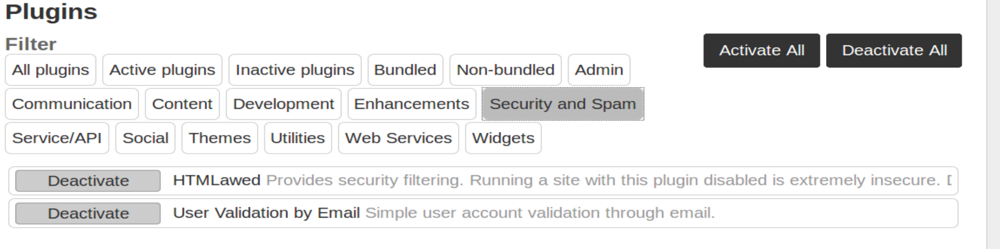 Plugins
Filter
Activate All Deactivate All
All plugins Active plugins Inactive plugins Bundled Non-bundled Admin
Communication Content Development Enhancements Security and Spam
Service/API Social Themes Utilities Web Services Widgets
Deactivate HTMLawed Provides security filtering. Running a site with this plugin disabled is extremely insecure.
Deactivate User Validation by Email Simple user account validation through email.